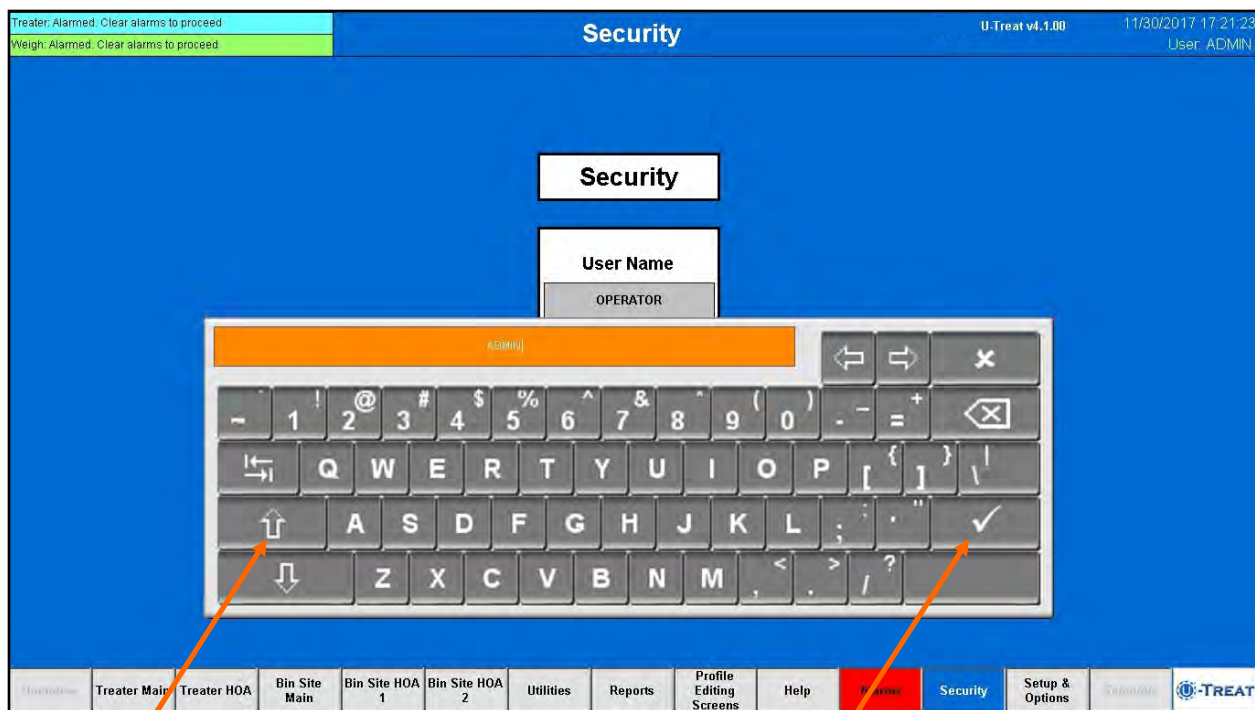 Treater: Alarmed. Clear alarms to proceed
Weigh: Alarmed. Clear alarms to proceed
Security
U-Treat v4.1.00
11/30/2017 17:21:23
User: ADMIN
Security
User Name
OPERATOR
ADMIN
~ ` 1 ! 2 @ 3 # 4 $ 5 % 6 ^ 7 & 8 * 9 ( 0 ) - _ = +
Q W E R T Y U I O P [ { ] } \ |
A S D F G H J K L ; : ' "
Z X C V B N M , < . > / ?
Treater Main
Treater HOA
Bin Site
Main
Bin Site HOA
1
Bin Site HOA
2
Utilities
Reports
Profile
Editing
Screens
Help
Alarms
Security
Setup &
Options
U-TREAT